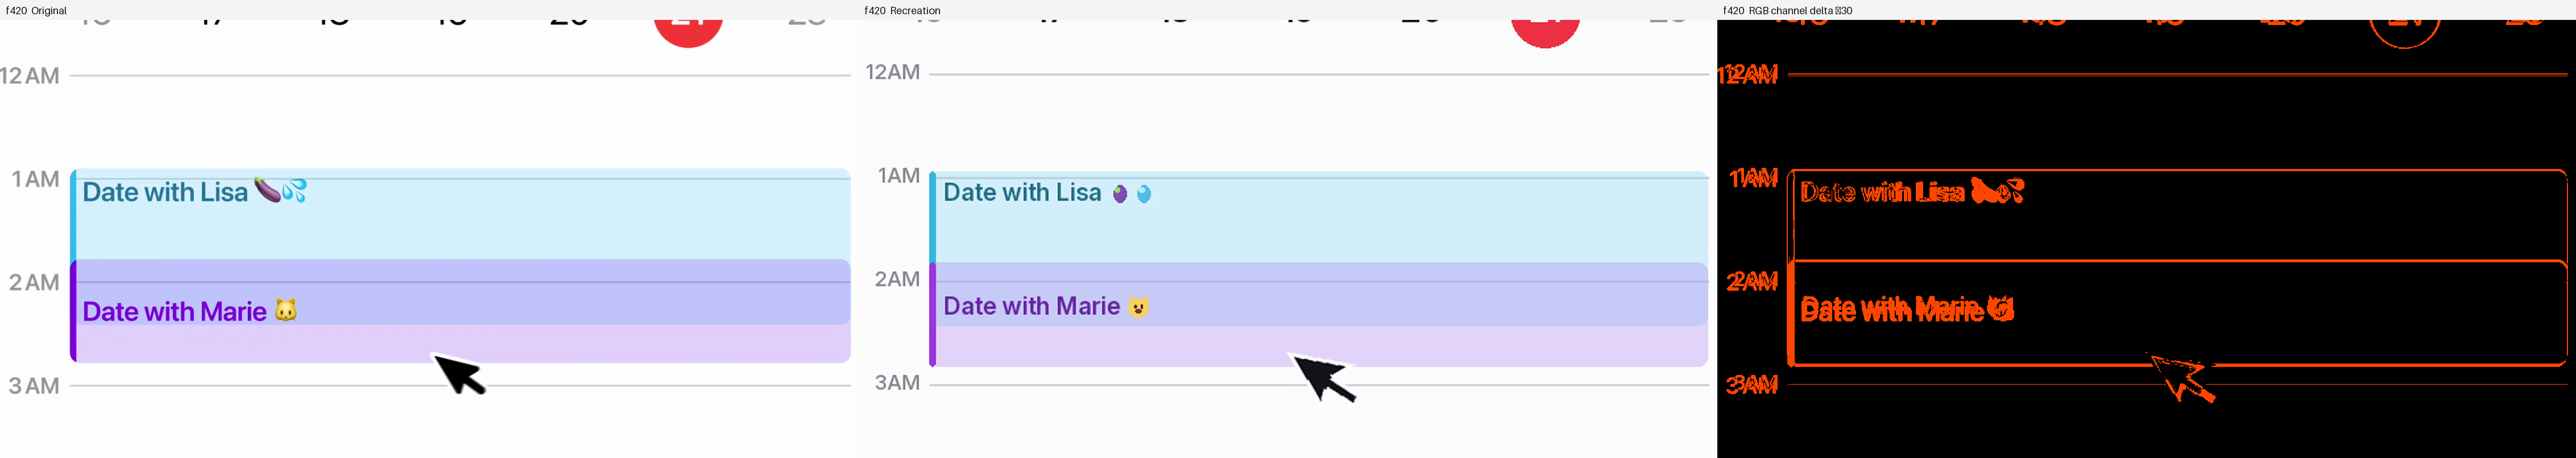 f420 Original
f420 Recreation
f420 RGB channel delta 30
17
12 AM
1 AM
Date with Lisa 🍆💦
2 AM
Date with Marie 🐱
3 AM
12AM
1AM
Date with Lisa
2AM
Date with Marie
3AM
12AM
1AM
Date with Lisa
2AM
Date with Marie
3AM